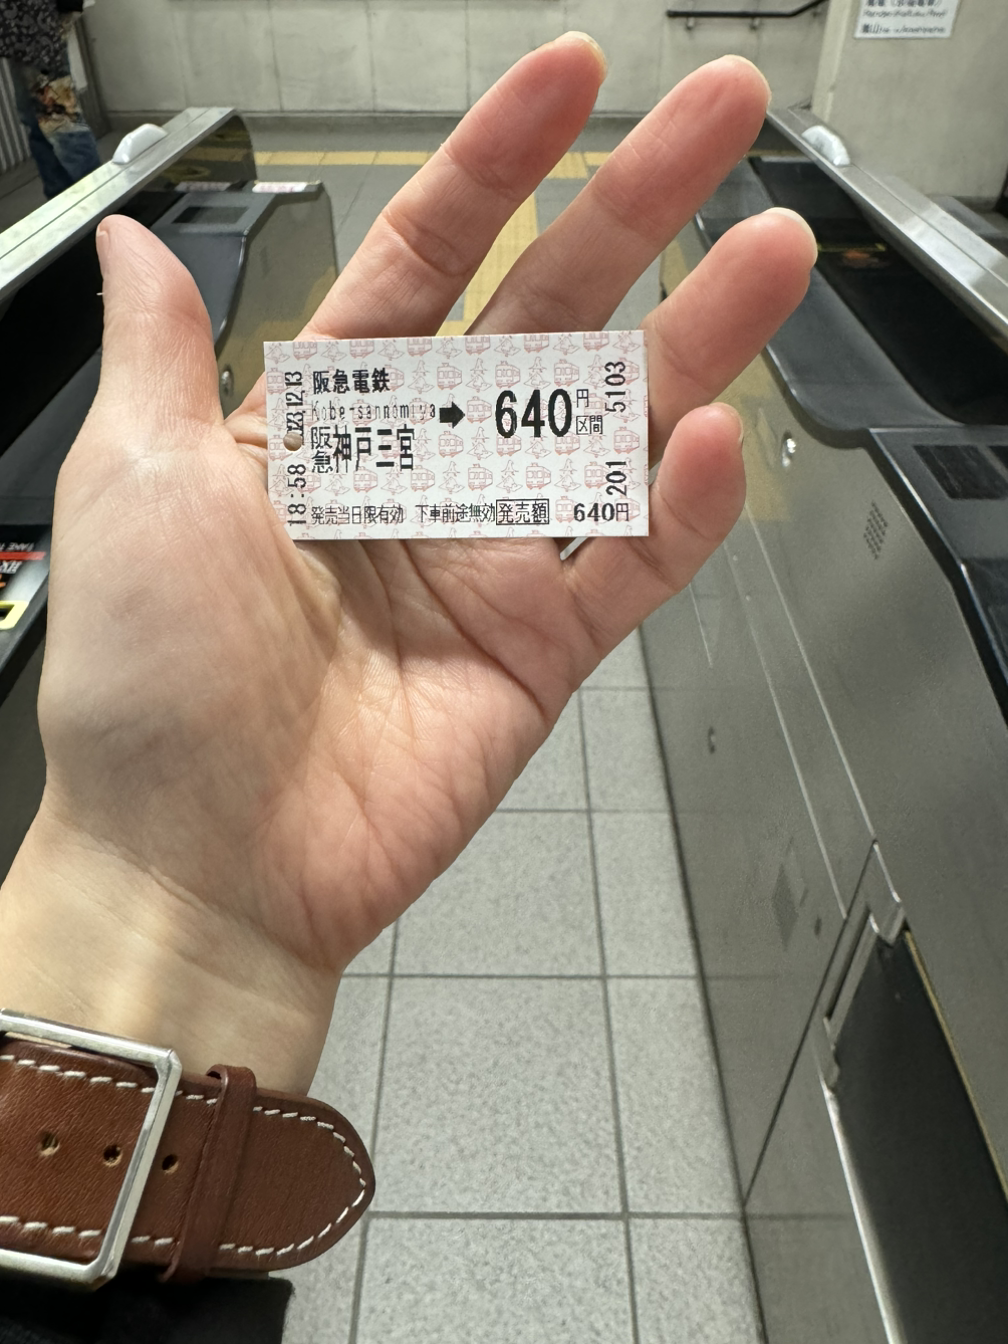 阪急電鉄
Kobe-sannomiya
阪急神戸三宮 ➡ 640円区間
発売当日限有効 下車前途無効 発売額 640円
23.12.13
18:58
5103
201